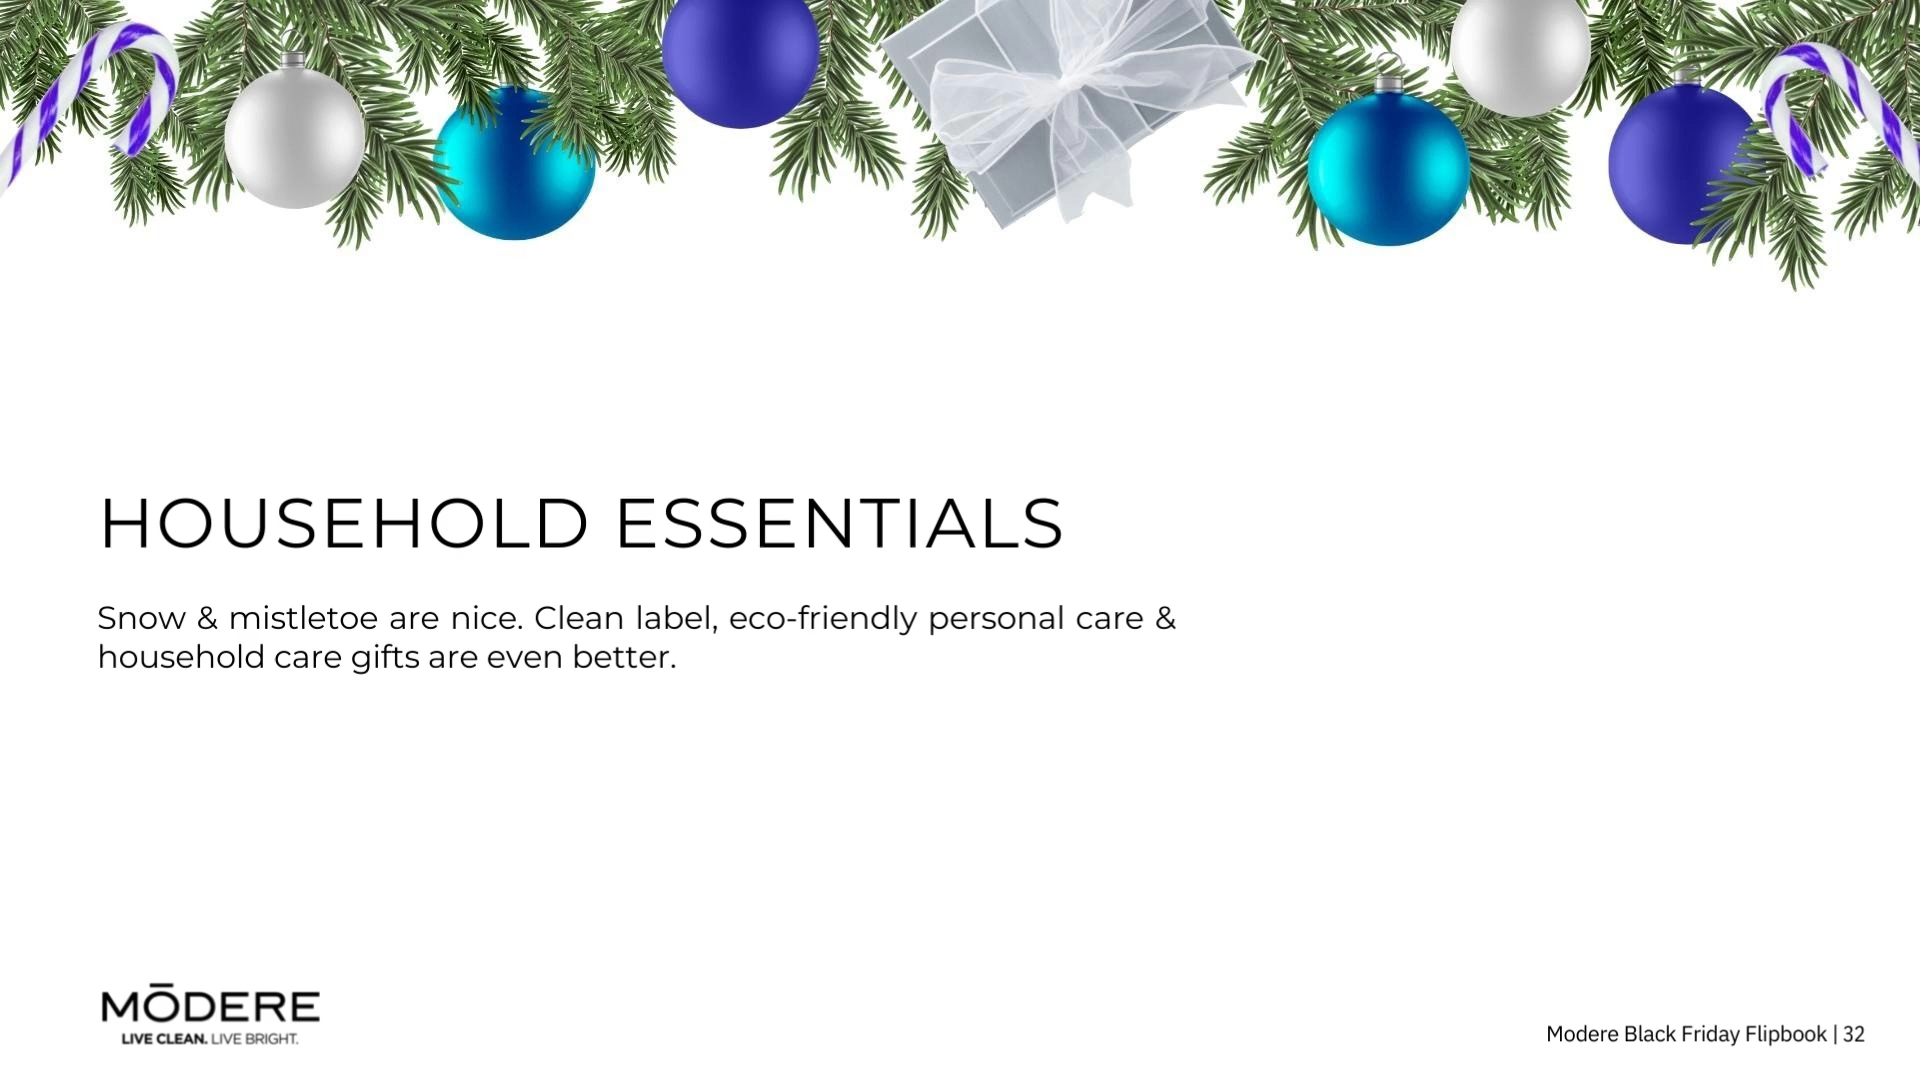 HOUSEHOLD ESSENTIALS
Snow & mistletoe are nice. Clean label, eco-friendly personal care &
household care gifts are even better.
MŌDERE
LIVE CLEAN. LIVE BRIGHT.
Modere Black Friday Flipbook | 32